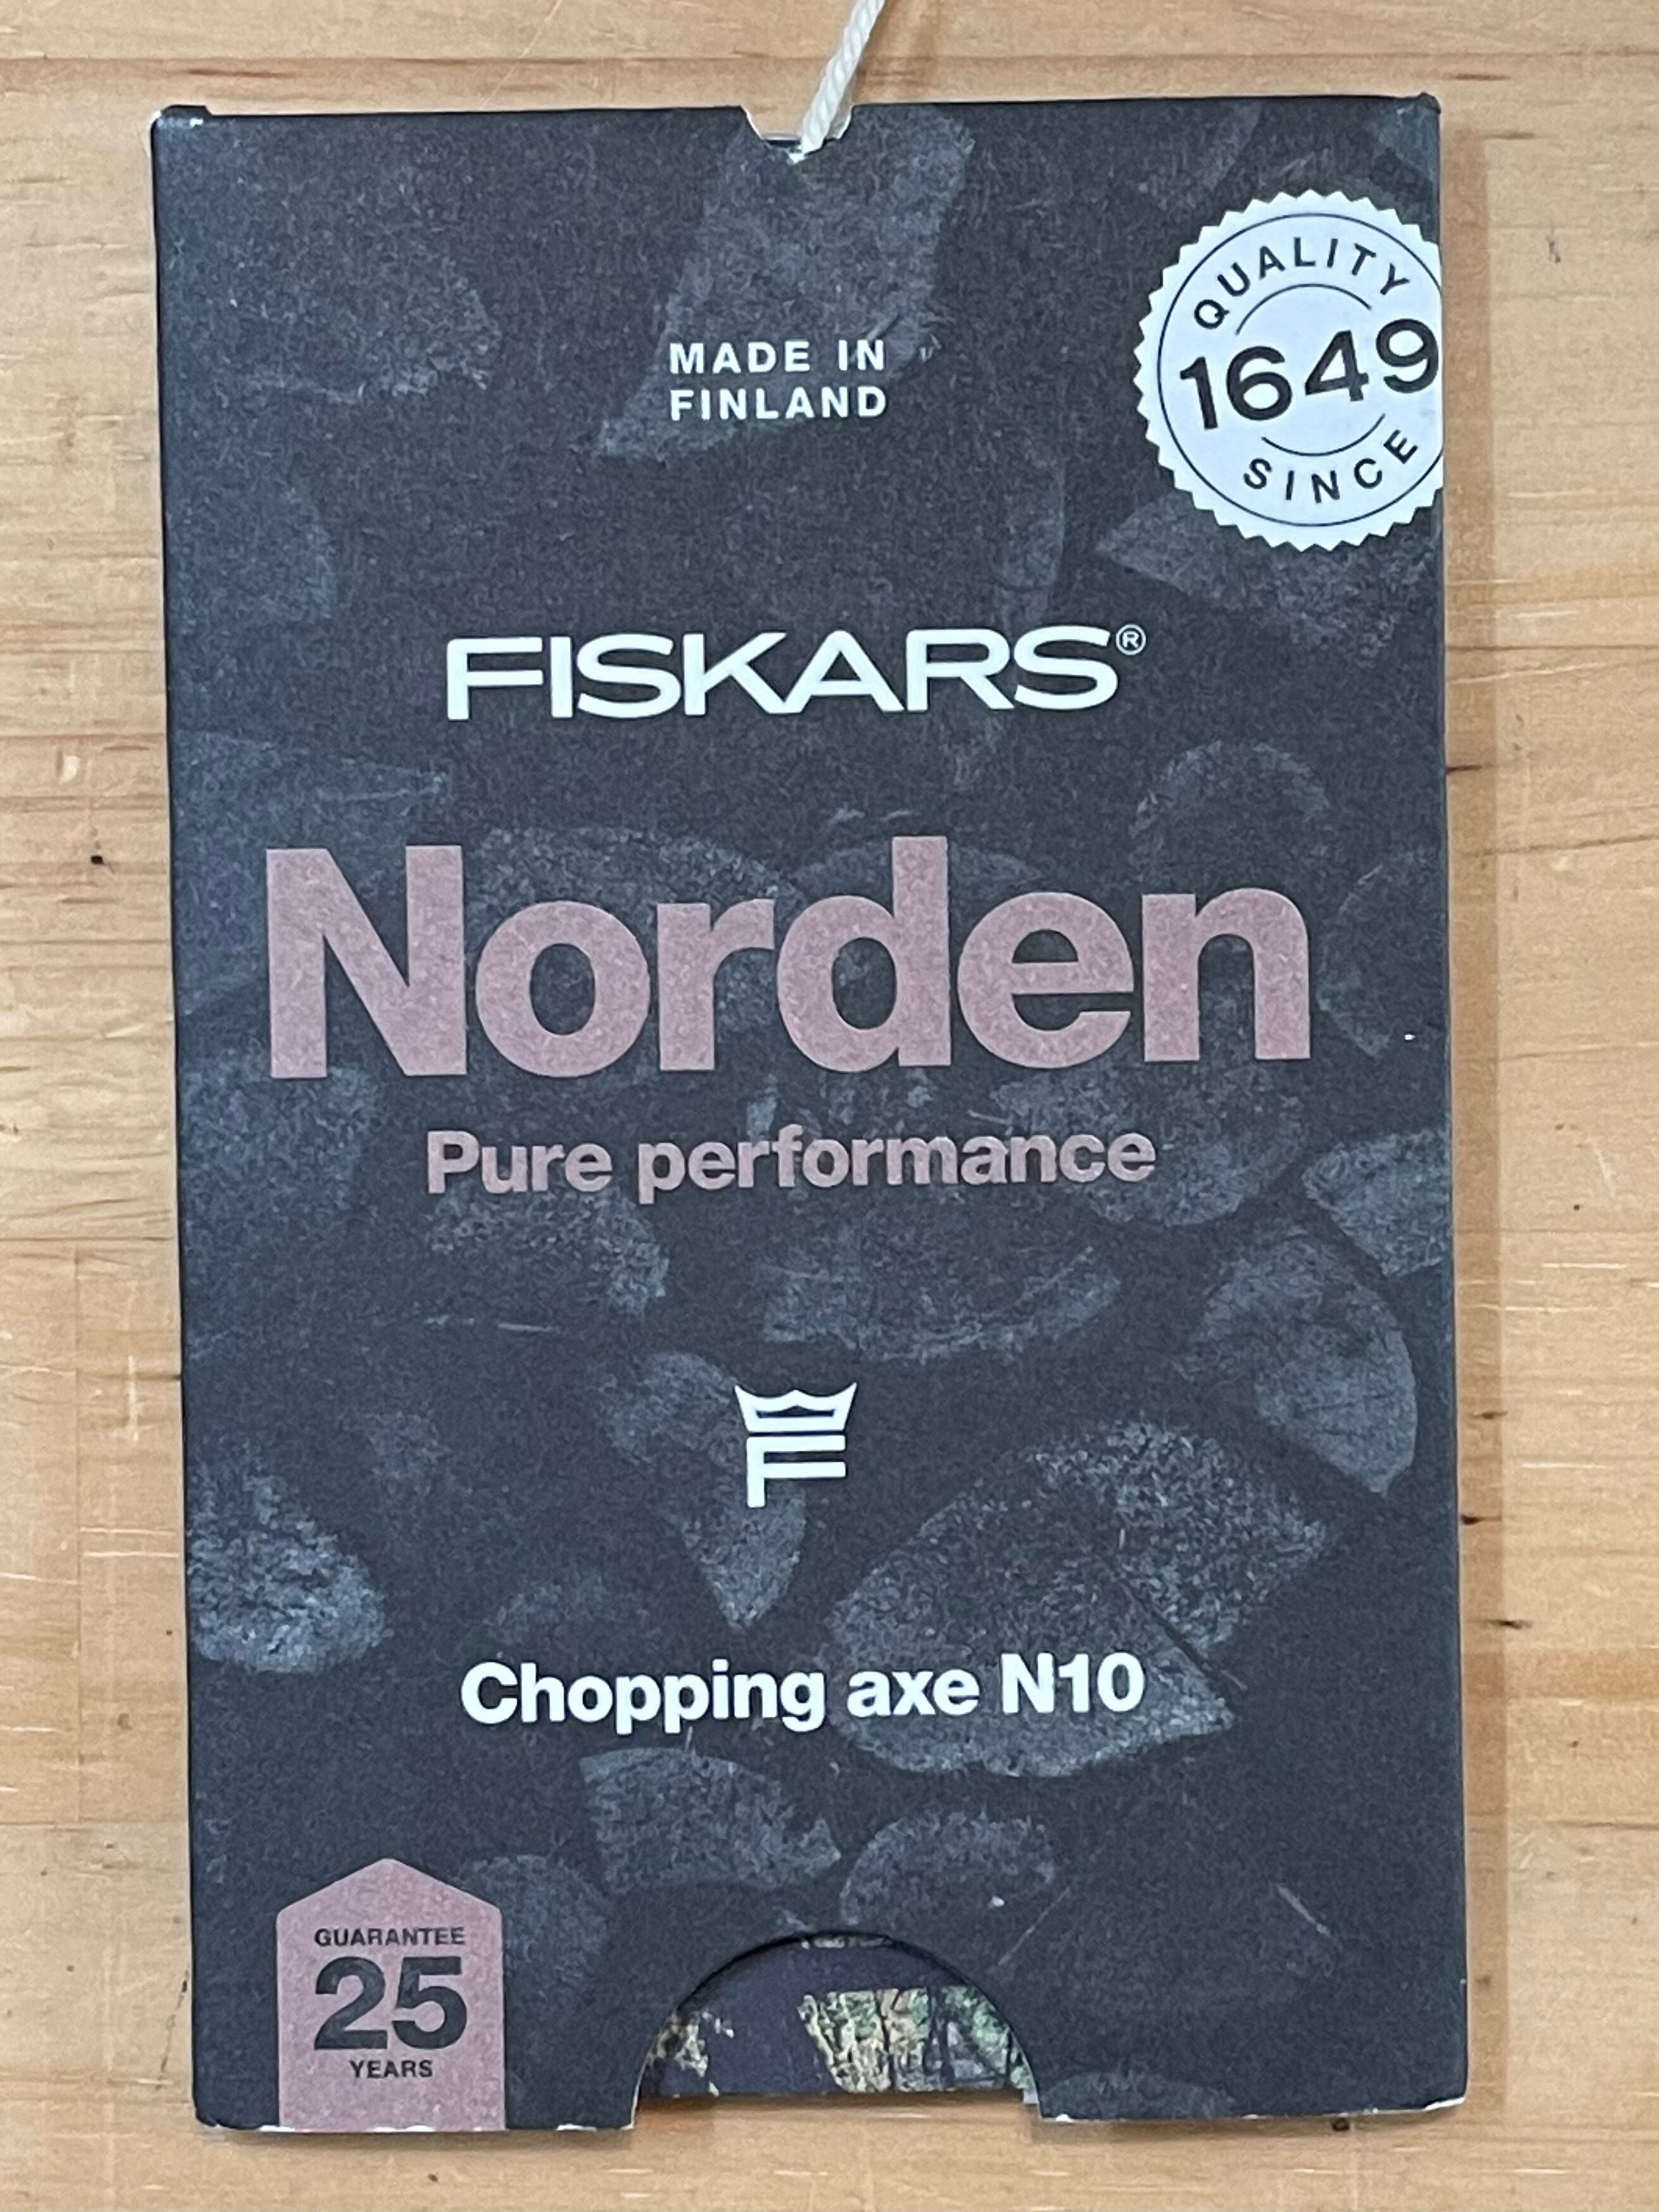 MADE IN
FINLAND
QUALITY
1649
SINCE
FISKARS®
Norden
Pure performance
F
Chopping axe N10
GUARANTEE
25
YEARS